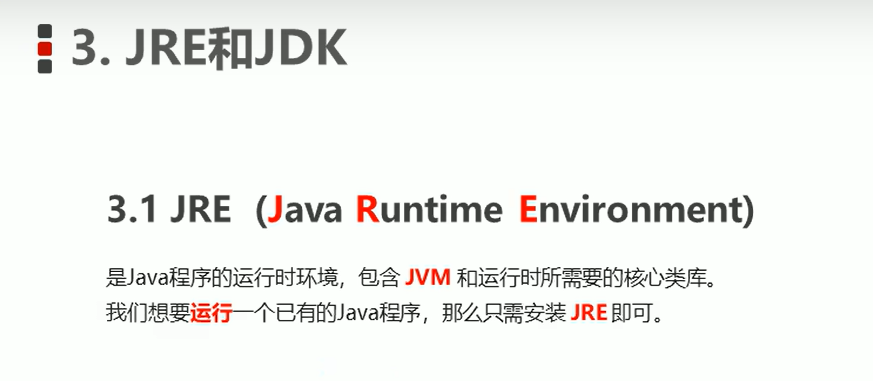 3. JRE和JDK
3.1 JRE（Java Runtime Environment)
是Java程序的运行时环境，包含 JVM 和运行时所需要的核心类库。
我们想要运行一个已有的Java程序，那么只需安装 JRE 即可。